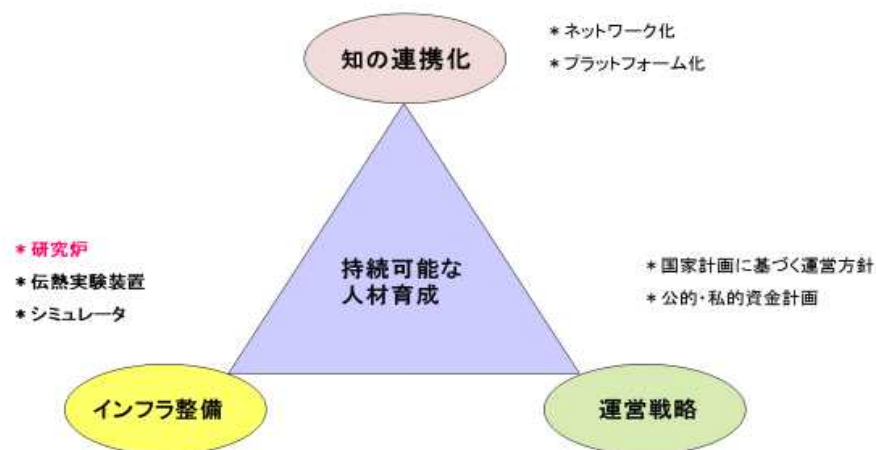 知の連携化
* ネットワーク化
* プラットフォーム化
* 研究炉
* 伝熱実験装置
* シミュレータ
持続可能な
人材育成
* 国家計画に基づく運営方針
* 公的・私的資金計画
インフラ整備
運営戦略